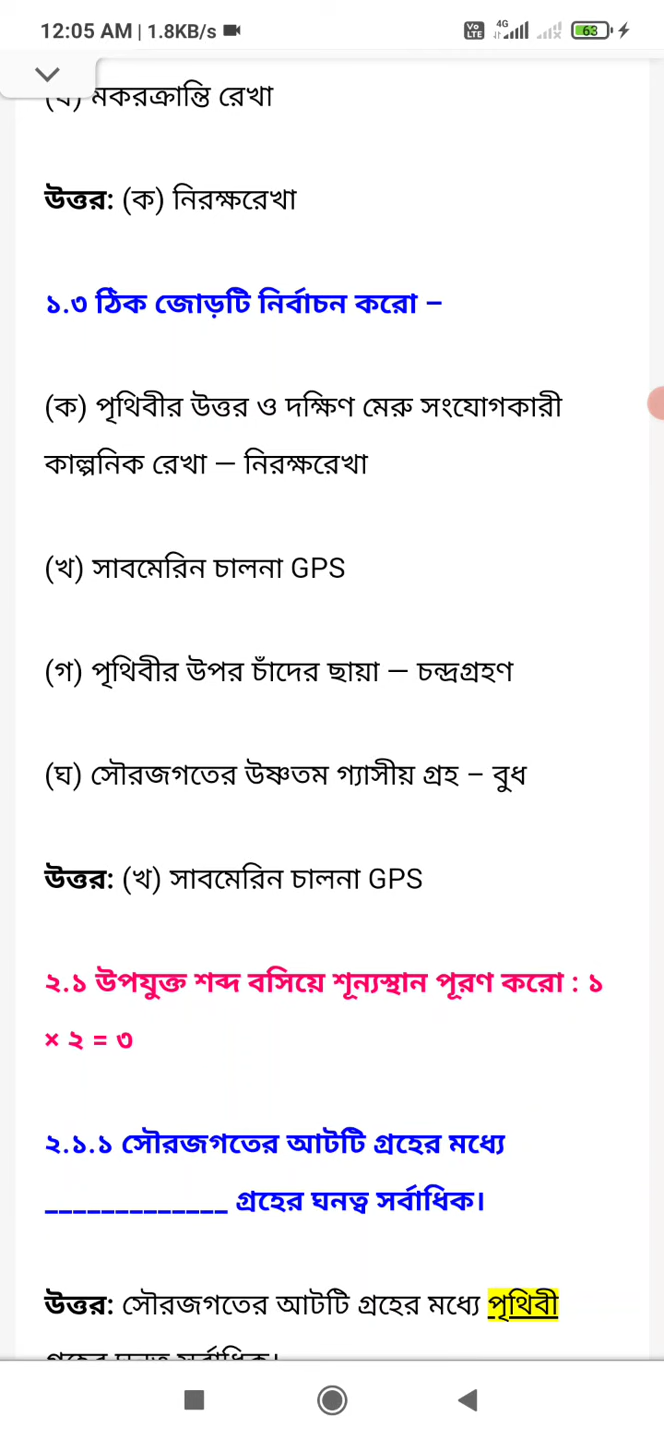 12:05 AM | 1.8KB/s
Vo LTE 4G 63
মকরক্রান্তি রেখা
উত্তর: (ক) নিরক্ষরেখা
১.৩ ঠিক জোড়টি নির্বাচন করো –
(ক) পৃথিবীর উত্তর ও দক্ষিণ মেরু সংযোগকারী
কাল্পনিক রেখা — নিরক্ষরেখা
(খ) সাবমেরিন চালনা GPS
(গ) পৃথিবীর উপর চাঁদের ছায়া — চন্দ্রগ্রহণ
(ঘ) সৌরজগতের উষ্ণতম গ্যাসীয় গ্রহ – বুধ
উত্তর: (খ) সাবমেরিন চালনা GPS
২.১ উপযুক্ত শব্দ বসিয়ে শূন্যস্থান পূরণ করো : ১
× ২ = ৩
২.১.১ সৌরজগতের আটটি গ্রহের মধ্যে
_____________ গ্রহের ঘনত্ব সর্বাধিক।
উত্তর: সৌরজগতের আটটি গ্রহের মধ্যে পৃথিবী